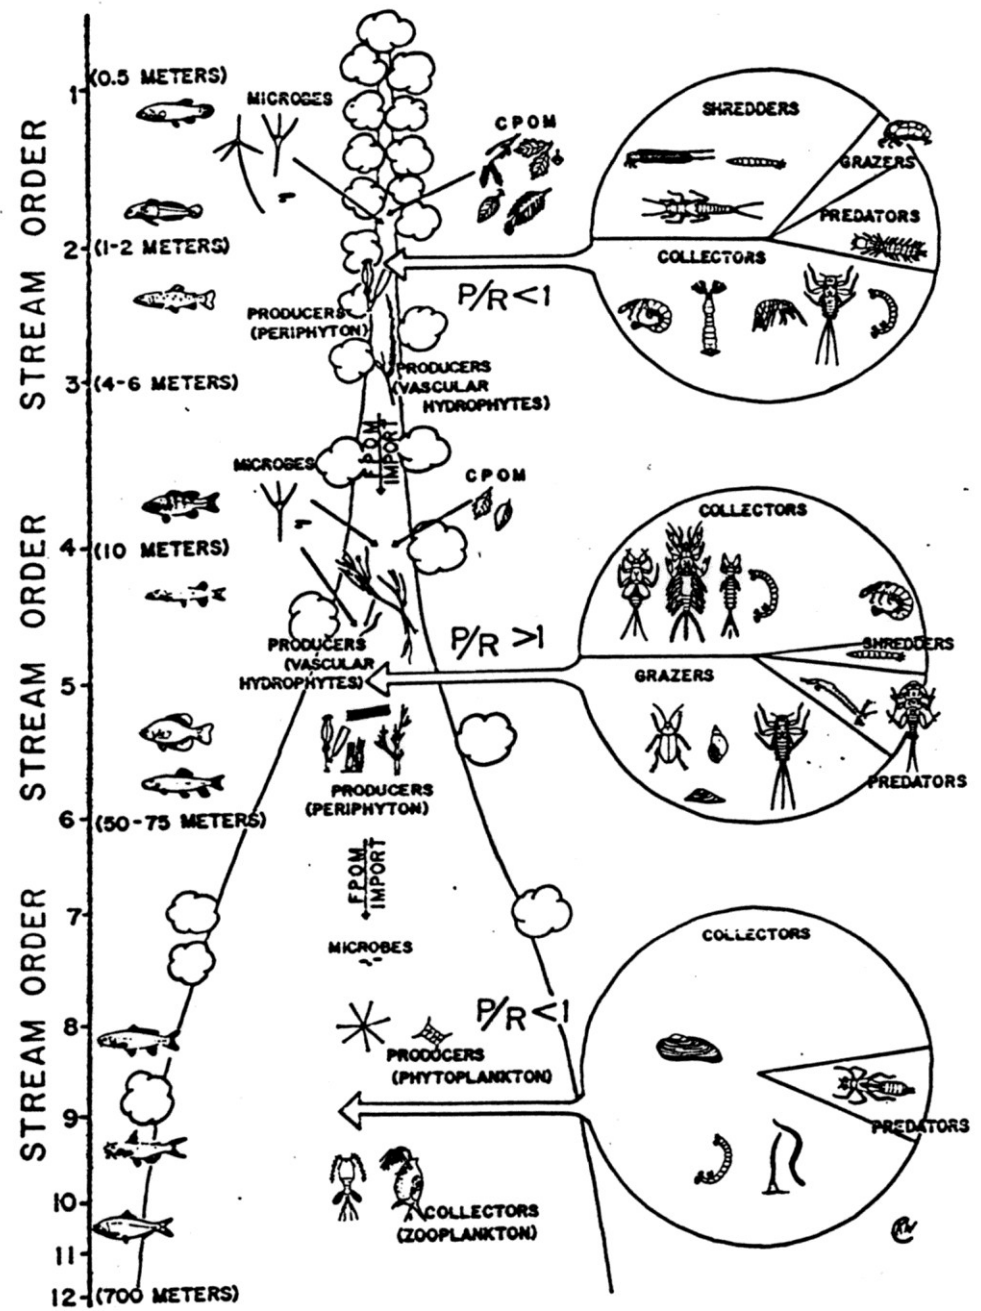 STREAM ORDER
1
(0.5 METERS)
MICROBES
CPOM
SHREDDERS
GRAZERS
PREDATORS
COLLECTORS
2
(1-2 METERS)
P/R<1
PRODUCERS
(PERIPHYTON)
PRODUCERS
(VASCULAR
HYDROPHYTES)
3
(4-6 METERS)
FPOM
IMPORT
STREAM ORDER
MICROBES
CPOM
COLLECTORS
SHREDDERS
GRAZERS
PREDATORS
4
(10 METERS)
P/R >1
PRODUCERS
(VASCULAR
HYDROPHYTES)
5
PRODUCERS
(PERIPHYTON)
6
(50-75 METERS)
FPOM
IMPORT
STREAM ORDER
7
MICROBES
COLLECTORS
PREDATORS
P/R<1
8
PRODUCERS
(PHYTOPLANKTON)
9
10
COLLECTORS
(ZOOPLANKTON)
11
12
(700 METERS)